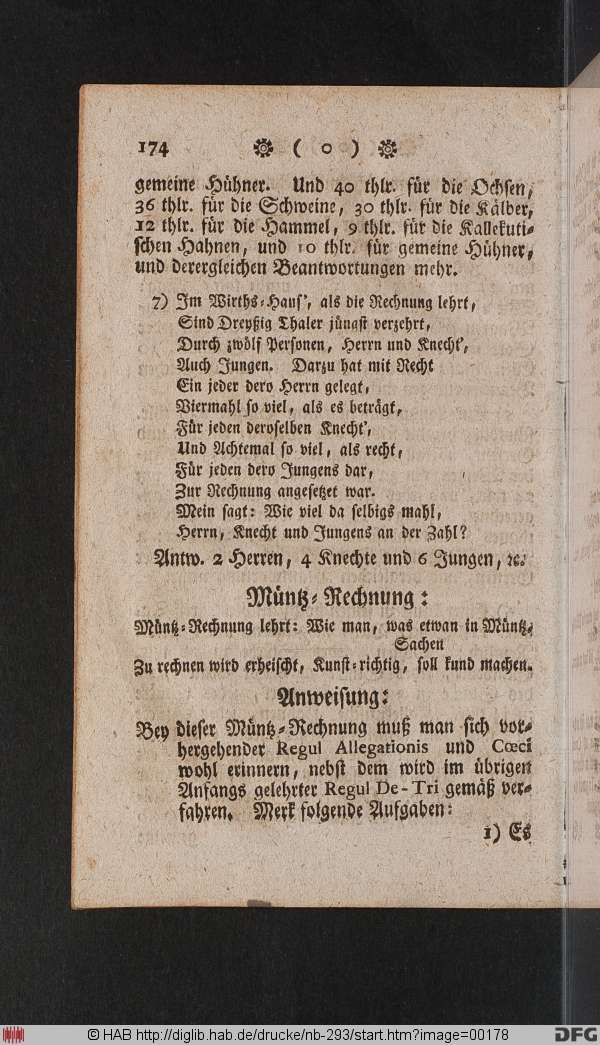 174 ❁ ( o ) ❁
gemeine Hühner. Und 40 thlr. für die Ochsen,
36 thlr. für die Schweine, 30 thlr. für die Kälber,
12 thlr. für die Hammel, 9 thlr. für die Kallekuti-
schen Hahnen, und 10 thlr. für gemeine Hühner,
und derergleichen Beantwortungen mehr.
7) Im Wirths-Haus', als die Rechnung lehrt,
Sind Dreyßig Thaler jüngst verzehrt,
Durch zwölf Personen, Herrn und Knecht',
Auch Jungen. Darzu hat mit Recht
Ein jeder dero Herrn gelegt,
Viermahl so viel, als es beträgt,
Für jeden deroselben Knecht',
Und Achtemal so viel, als recht,
Für jeden dero Jungens dar,
Zur Rechnung angesetzet war.
Mein sagt: Wie viel da selbigs mahl,
Herrn, Knecht und Jungens an der Zahl?
Antw. 2 Herren, 4 Knechte und 6 Jungen, ꝛc.
Müntz-Rechnung:
Müntz-Rechnung lehrt: Wie man, was etwan in Müntz-
Sachen
Zu rechnen wird erheischt, Kunst-richtig, soll kund machen.
Anweisung:
Bey dieser Müntz-Rechnung muß man sich vor-
hergehender Regul Allegationis und Cœci
wohl erinnern, nebst dem wird im übrigen
Anfangs gelehrter Regul De-Tri gemäß ver-
fahren. Merk folgende Aufgaben:
1) Es
© HAB http://diglib.hab.de/drucke/nb-293/start.htm?image=00178
DFG